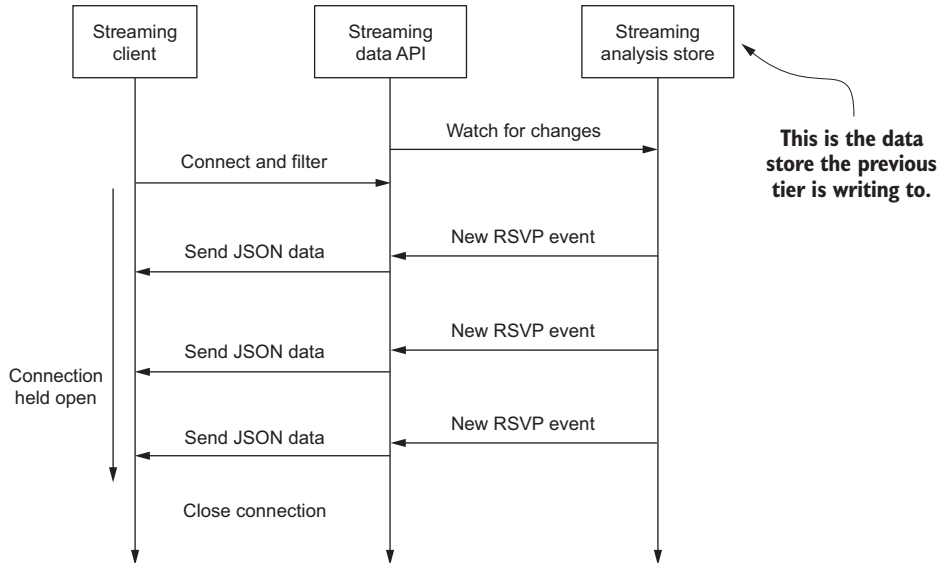 Streaming
client
Streaming
data API
Streaming
analysis store
This is the data
store the previous
tier is writing to.
Watch for changes
Connect and filter
New RSVP event
Send JSON data
New RSVP event
Send JSON data
Connection
held open
New RSVP event
Send JSON data
Close connection